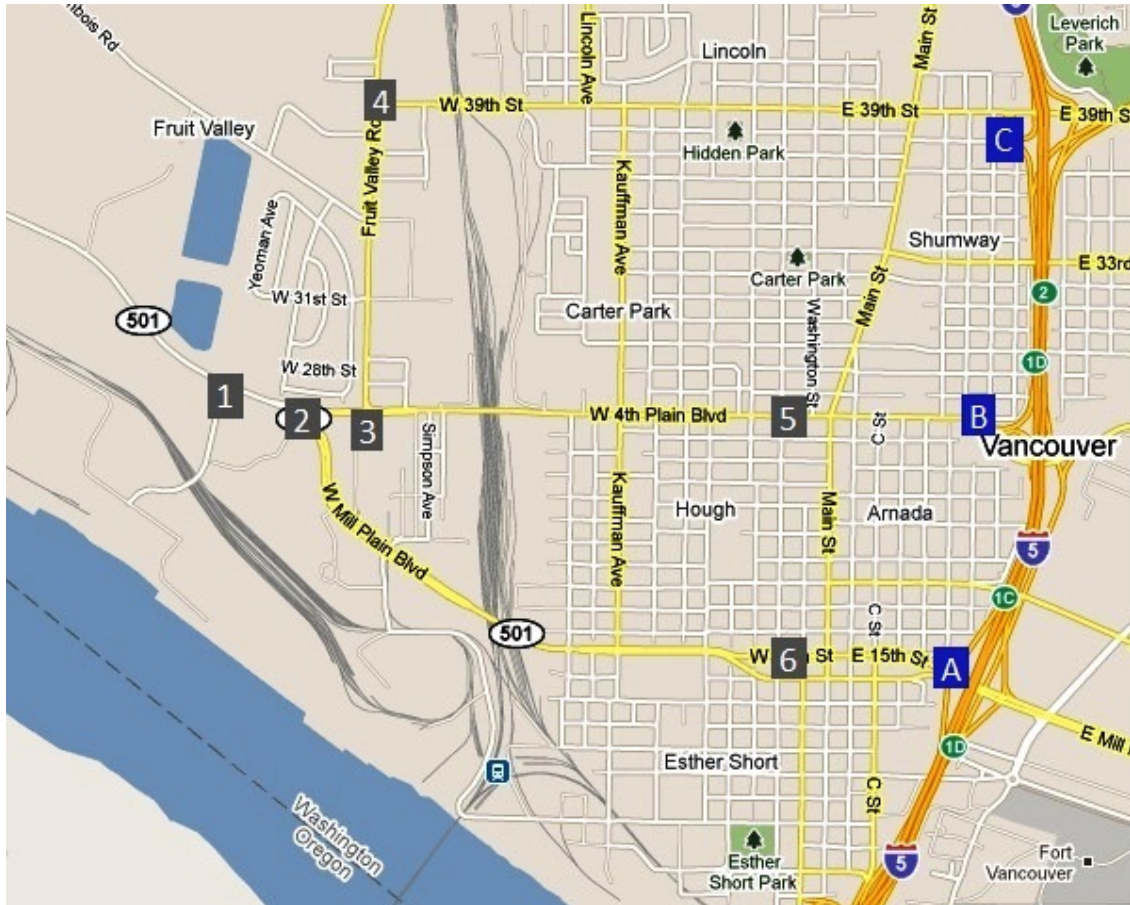 nbois Rd
Lincoln Ave
Lincoln
Main St
5
Leverich
Park
4
W 39th St
E 39th St
E 39th S
Fruit Valley
C
Hidden Park
Fruit Valley Rd
Kauffman Ave
Yeoman Ave
Shumway
E 33rd
Carter Park
W 31st St
2
501
Carter Park
Washington St
Main St
1D
W 28th St
1
2
3
W 4th Plain Blvd
5
C St
B
Vancouver
Simpson Ave
W Mill Plain Blvd
Kauffman Ave
Hough
Main St
Arnada
5
1C
C St
501
W
6
St
E 15th St
A
E Mill
1D
Esther Short
C St
Washington
Oregon
Esther
Short Park
5
Fort
Vancouver